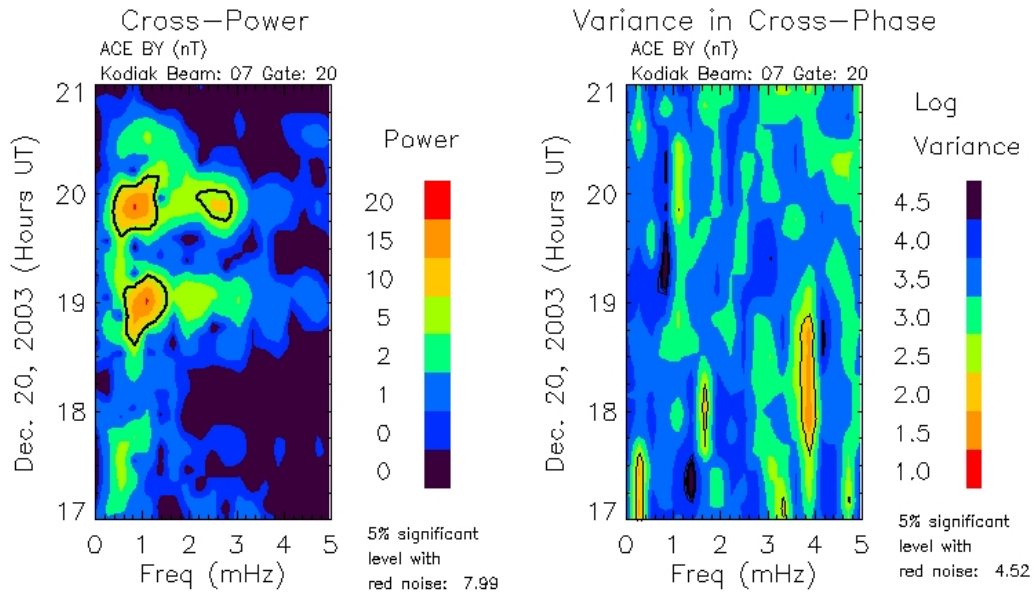 Cross-Power
ACE BY (nT)
Kodiak Beam: 07 Gate: 20
21
20
19
18
17
Dec. 20, 2003 (Hours UT)
0 1 2 3 4 5
Freq (mHz)
Power
20
15
10
5
2
1
0
0
5% significant
level with
red noise: 7.99
Variance in Cross-Phase
ACE BY (nT)
Kodiak Beam: 07 Gate: 20
21
20
19
18
17
Dec. 20, 2003 (Hours UT)
0 1 2 3 4 5
Freq (mHz)
Log
Variance
4.5
4.0
3.5
3.0
2.5
2.0
1.5
1.0
5% significant
level with
red noise: 4.52